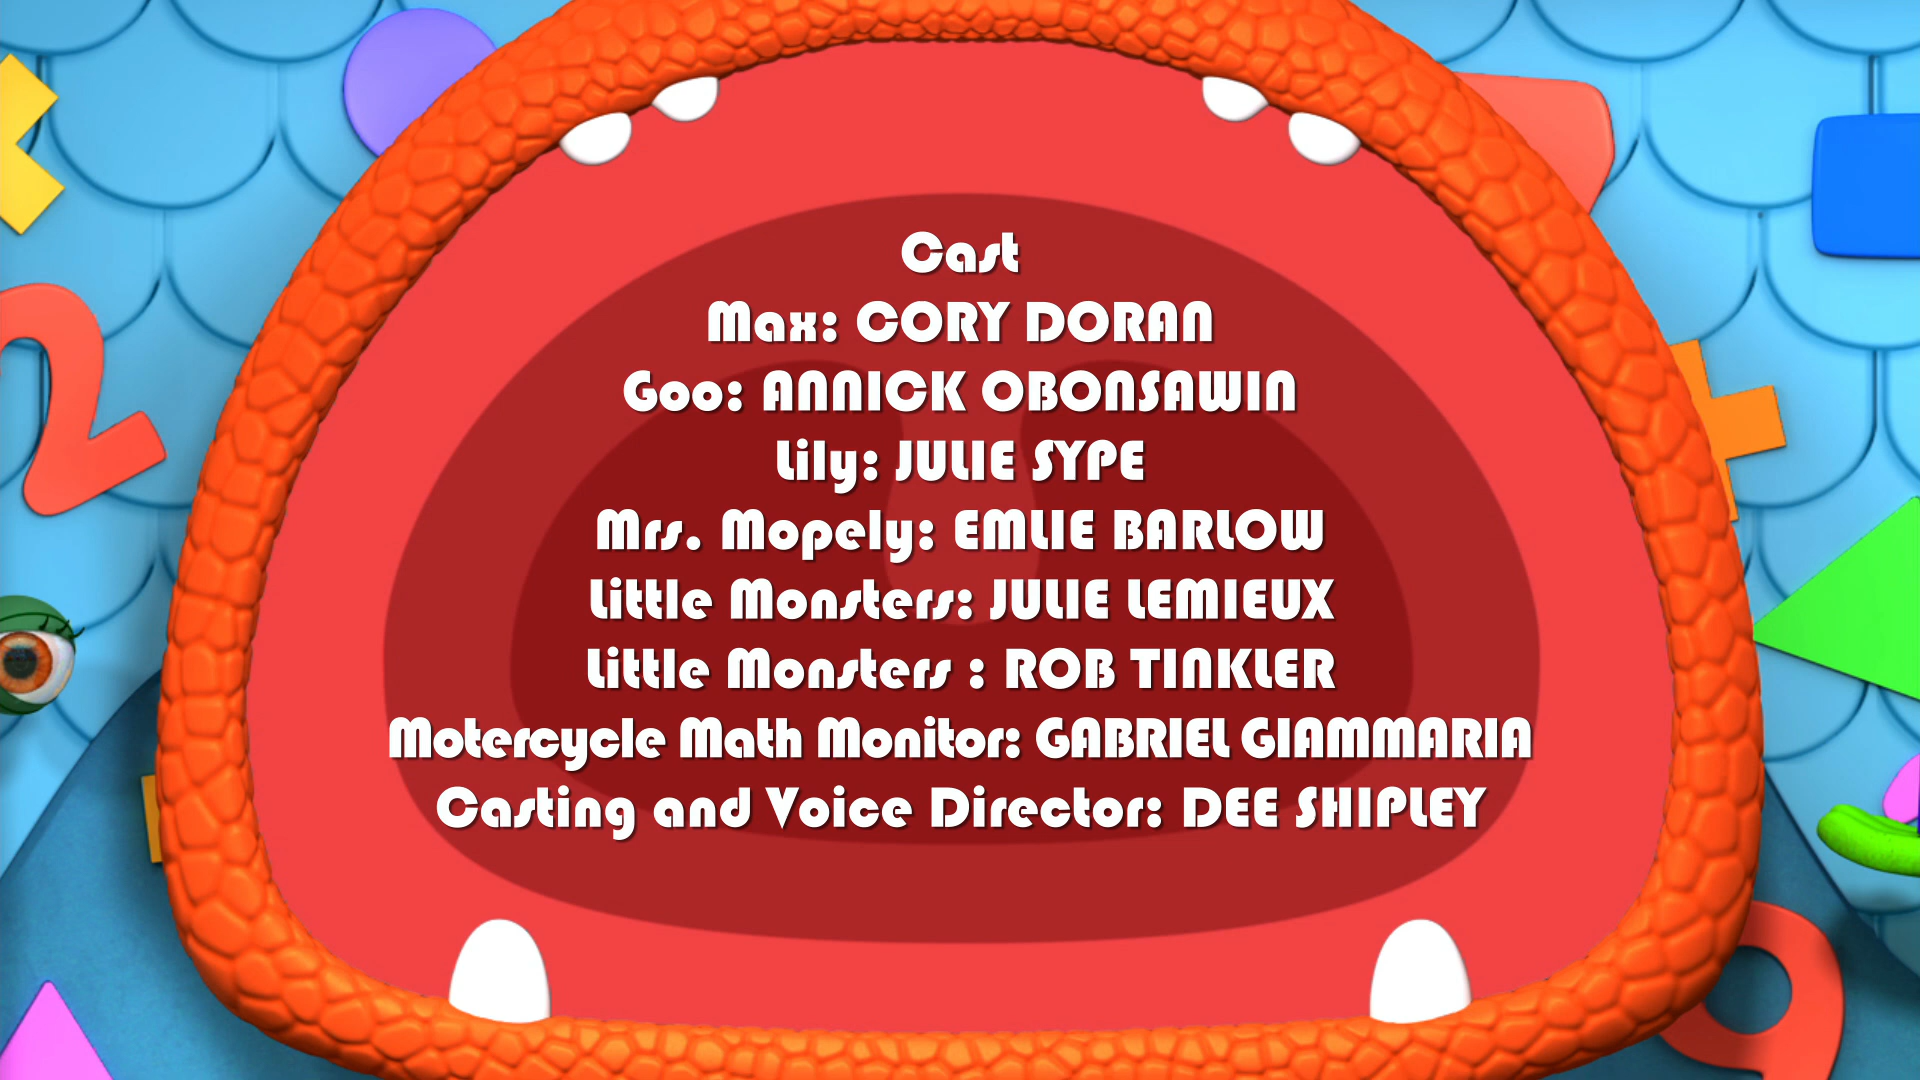 Cast
Max: CORY DORAN
Goo: ANNICK OBONSAWIN
Lily: JULIE SYPE
Mrs. Mopely: EMLIE BARLOW
Little Monsters: JULIE LEMIEUX
Little Monsters : ROB TINKLER
Motercycle Math Monitor: GABRIEL GIAMMARIA
Casting and Voice Director: DEE SHIPLEY